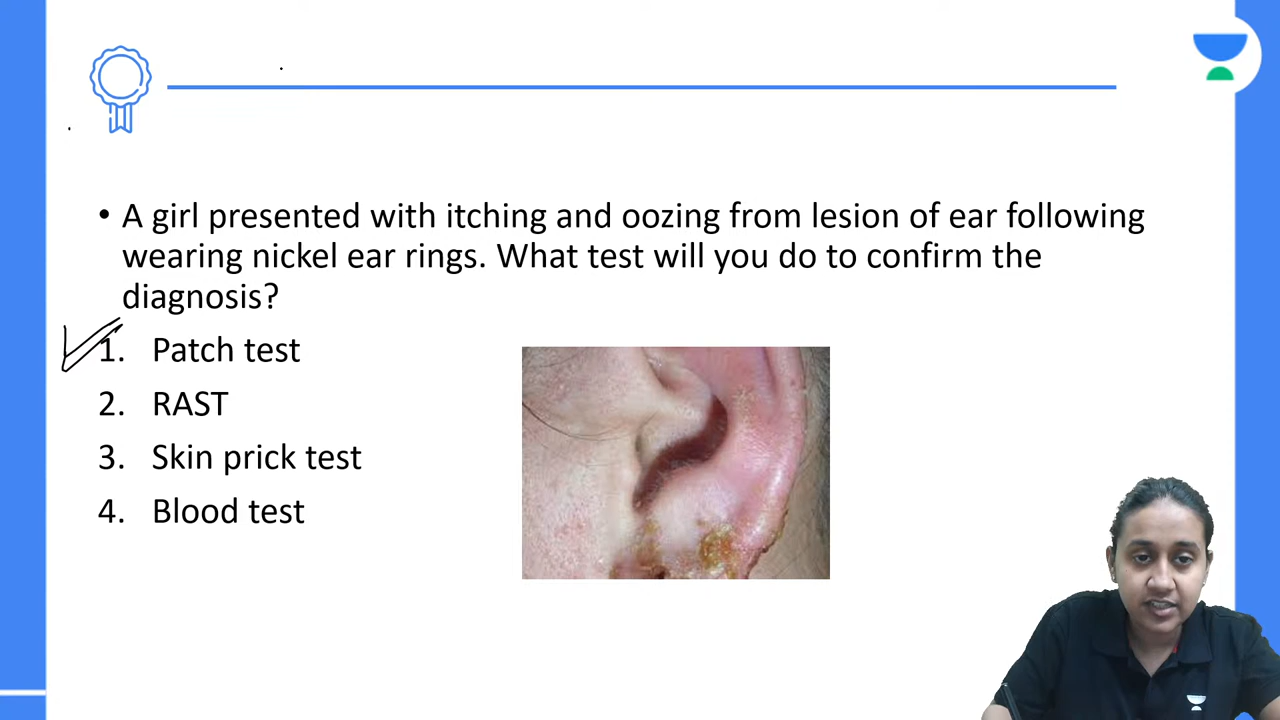 • A girl presented with itching and oozing from lesion of ear following
wearing nickel ear rings. What test will you do to confirm the
diagnosis?
1. Patch test
2. RAST
3. Skin prick test
4. Blood test